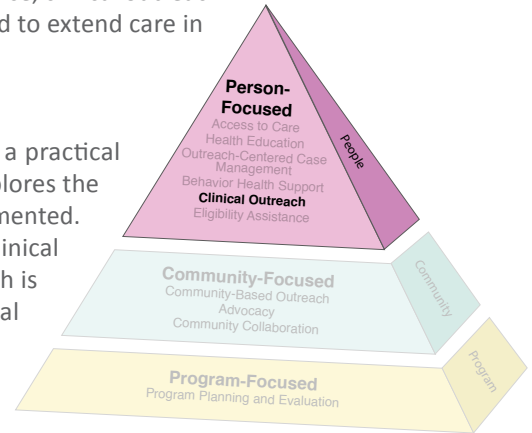 d to extend care in
a practical
plores the
mented.
linical
h is
al
Person-
Focused
Access to Care
Health Education
Outreach-Centered Case
Management
Behavior Health Support
Clinical Outreach
Eligibility Assistance
People
Community-Focused
Community-Based Outreach
Advocacy
Community Collaboration
Community
Program-Focused
Program Planning and Evaluation
Program